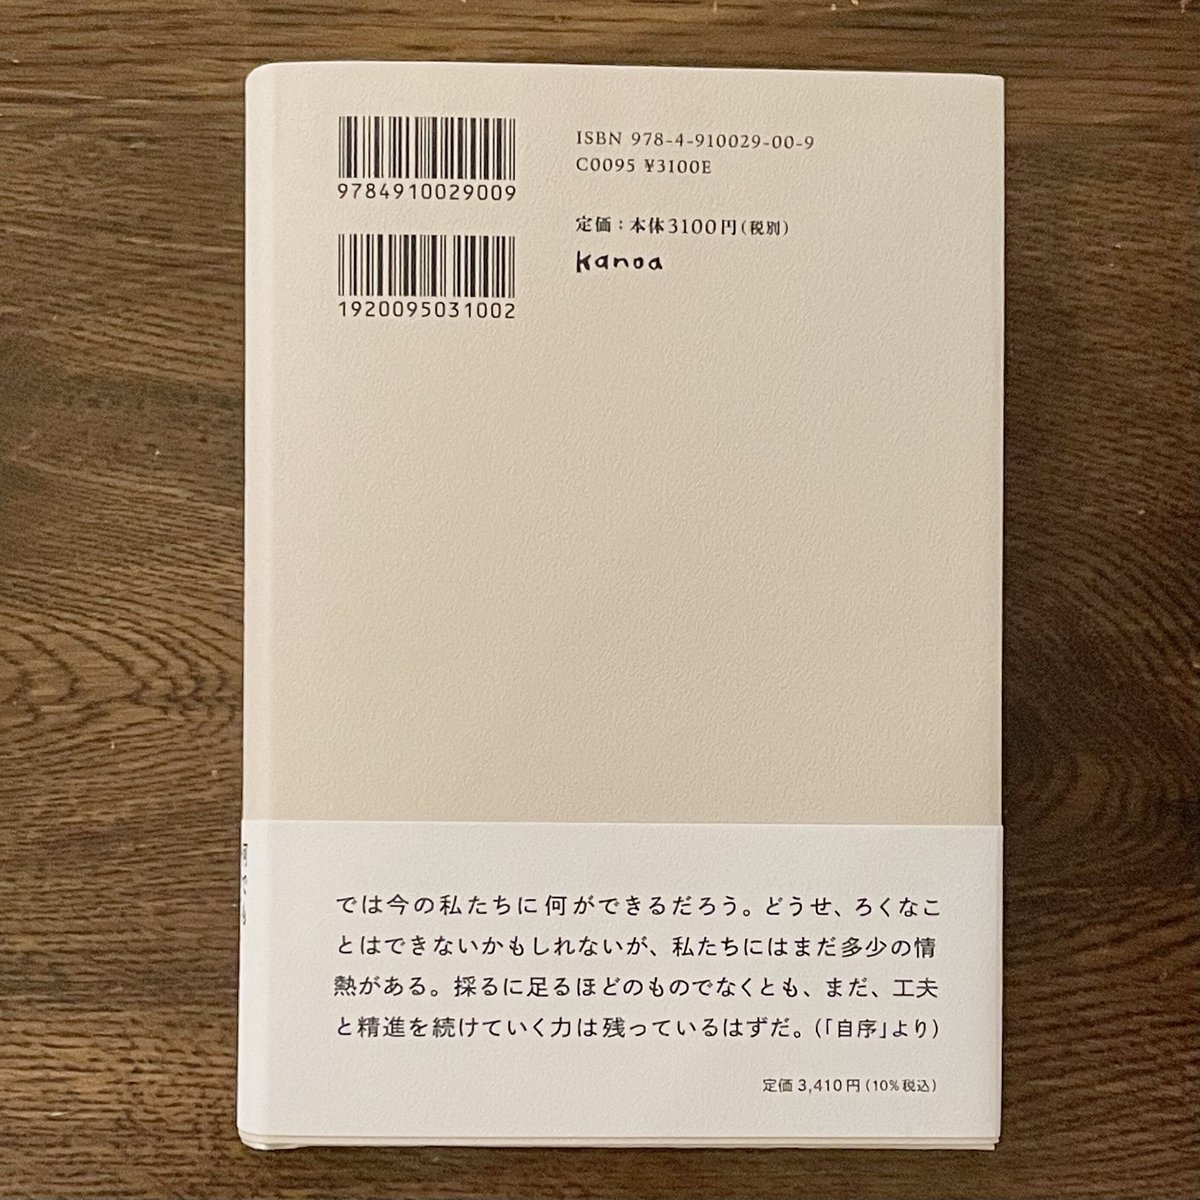 9784910029009
1920095031002
ISBN 978-4-910029-00-9
C0095 ¥3100E
定価：本体3100円(税別)
kanoa
では今の私たちに何ができるだろう。どうせ、ろくなこ
とはできないかもしれないが、私たちにはまだ多少の情
熱がある。採るに足るほどのものでなくとも、まだ、工夫
と精進を続けていく力は残っているはずだ。(「自序」より)
定価 3,410円(10%税込)